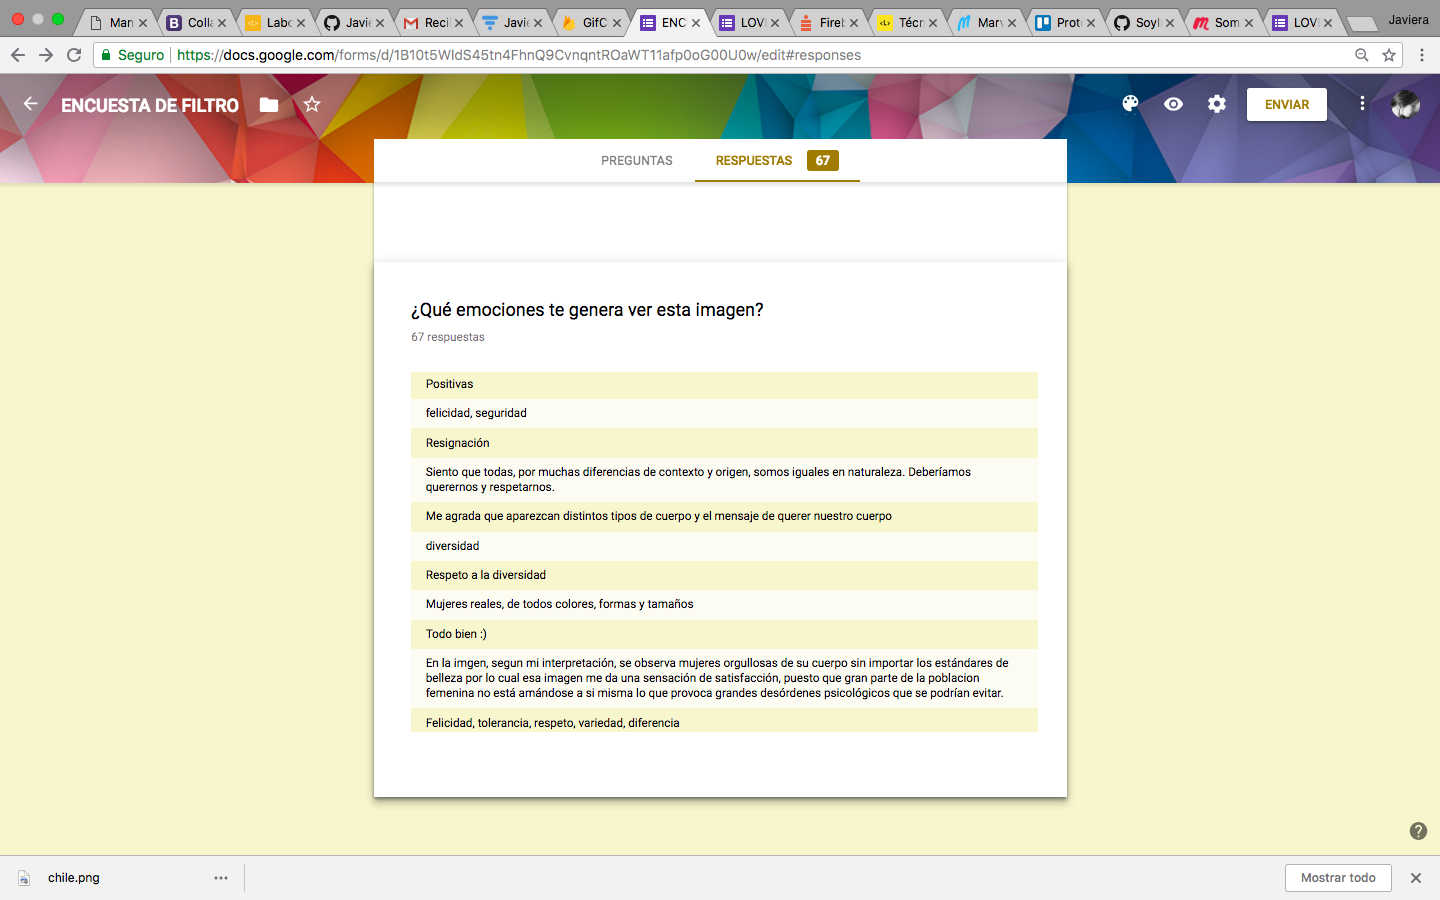 Man
Colla
Labo
Javie
Recil
Javie
GifC
ENC
LOVI
Fireb
Técn
Marv
Prot
Soyl
Som
LOVI
Javiera
Seguro
https://docs.google.com/forms/d/1B10t5WldS45tn4FhnQ9CvnqntROaWT11afp0oG00U0w/edit#responses
ENCUESTA DE FILTRO
ENVIAR
PREGUNTAS
RESPUESTAS 67
¿Qué emociones te genera ver esta imagen?
67 respuestas
Positivas
felicidad, seguridad
Resignación
Siento que todas, por muchas diferencias de contexto y origen, somos iguales en naturaleza. Deberíamos
querernos y respetarnos.
Me agrada que aparezcan distintos tipos de cuerpo y el mensaje de querer nuestro cuerpo
diversidad
Respeto a la diversidad
Mujeres reales, de todos colores, formas y tamaños
Todo bien :)
En la imgen, segun mi interpretación, se observa mujeres orgullosas de su cuerpo sin importar los estándares de
belleza por lo cual esa imagen me da una sensación de satisfacción, puesto que gran parte de la poblacion
femenina no está amándose a si misma lo que provoca grandes desórdenes psicológicos que se podrían evitar.
Felicidad, tolerancia, respeto, variedad, diferencia
chile.png
Mostrar todo